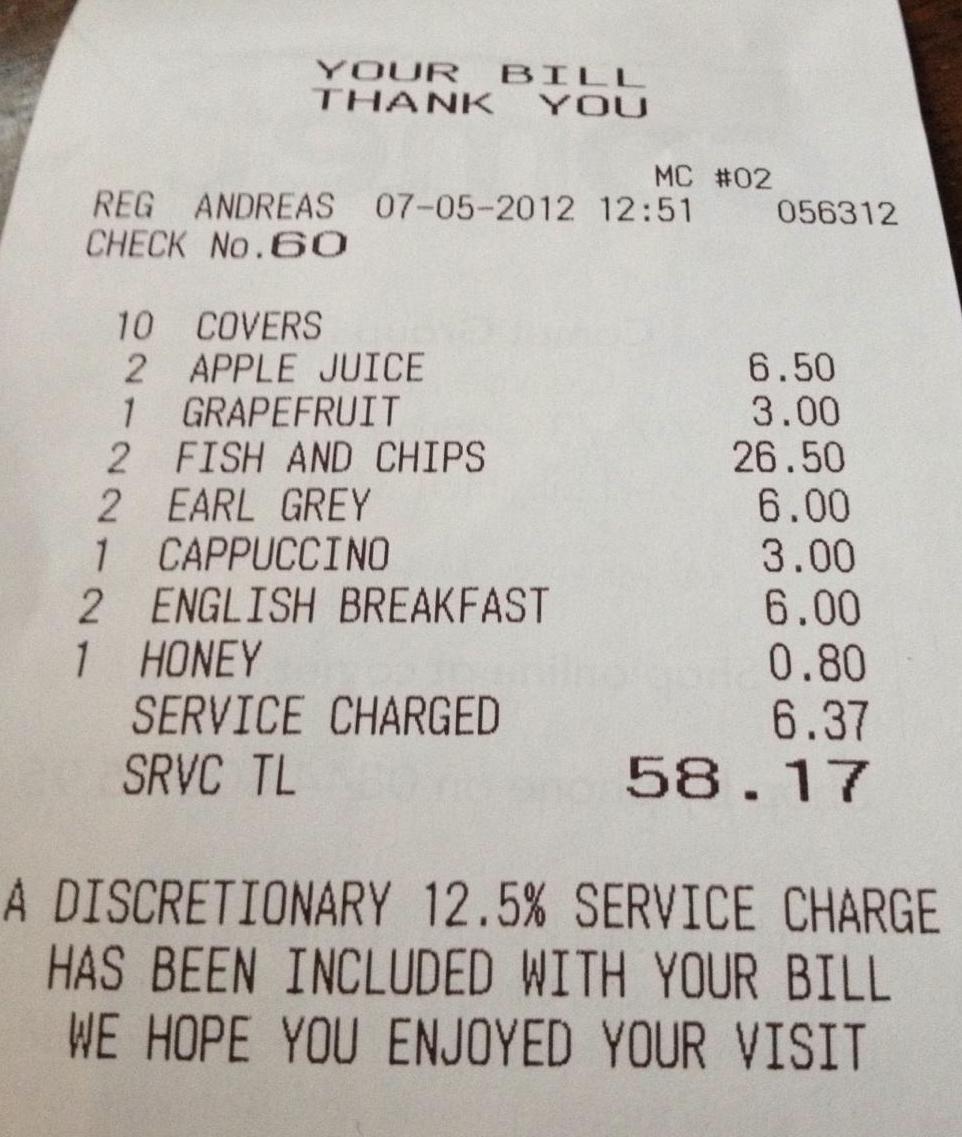 YOUR BILL
THANK YOU
MC #02
REG ANDREAS 07-05-2012 12:51 056312
CHECK No.60
10 COVERS
2 APPLE JUICE 6.50
1 GRAPEFRUIT 3.00
2 FISH AND CHIPS 26.50
2 EARL GREY 6.00
1 CAPPUCCINO 3.00
2 ENGLISH BREAKFAST 6.00
1 HONEY 0.80
SERVICE CHARGED 6.37
SRVC TL 58.17
A DISCRETIONARY 12.5% SERVICE CHARGE
HAS BEEN INCLUDED WITH YOUR BILL
WE HOPE YOU ENJOYED YOUR VISIT